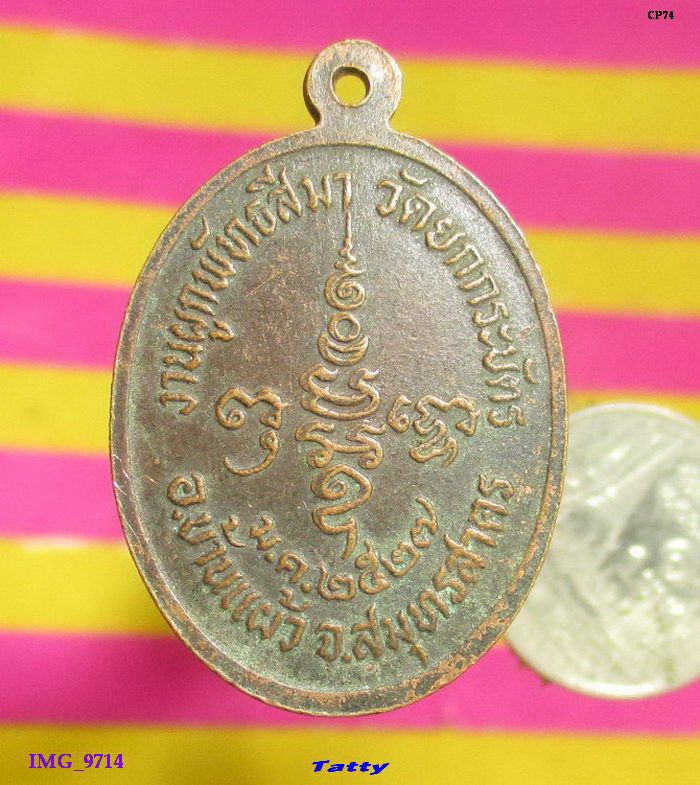 CP74
งานผูกพัทธสีมา วัดยกกระบัตร
ม.ค.๒๕๒๗
อ.บ้านแพ้ว จ.สมุทรสาคร
IMG_9714
Tatty